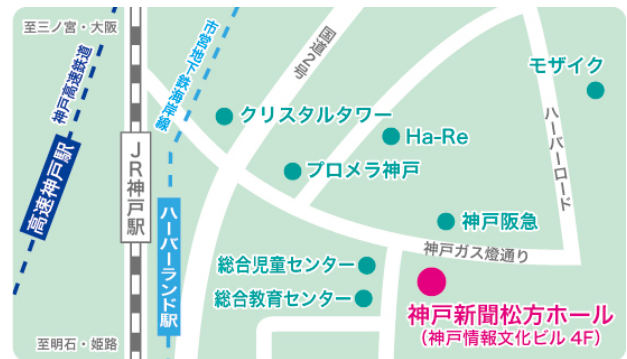 至三ノ宮・大阪
神戸高速鉄道
高速神戸駅
JR神戸駅
市営地下鉄海岸線
ハーバーランド駅
国道2号
モザイク
クリスタルタワー
Ha-Re
プロメラ神戸
ハーバーロード
神戸阪急
神戸ガス燈通り
総合児童センター
総合教育センター
神戸新聞松方ホール
(神戸情報文化ビル 4F)
至明石・姫路